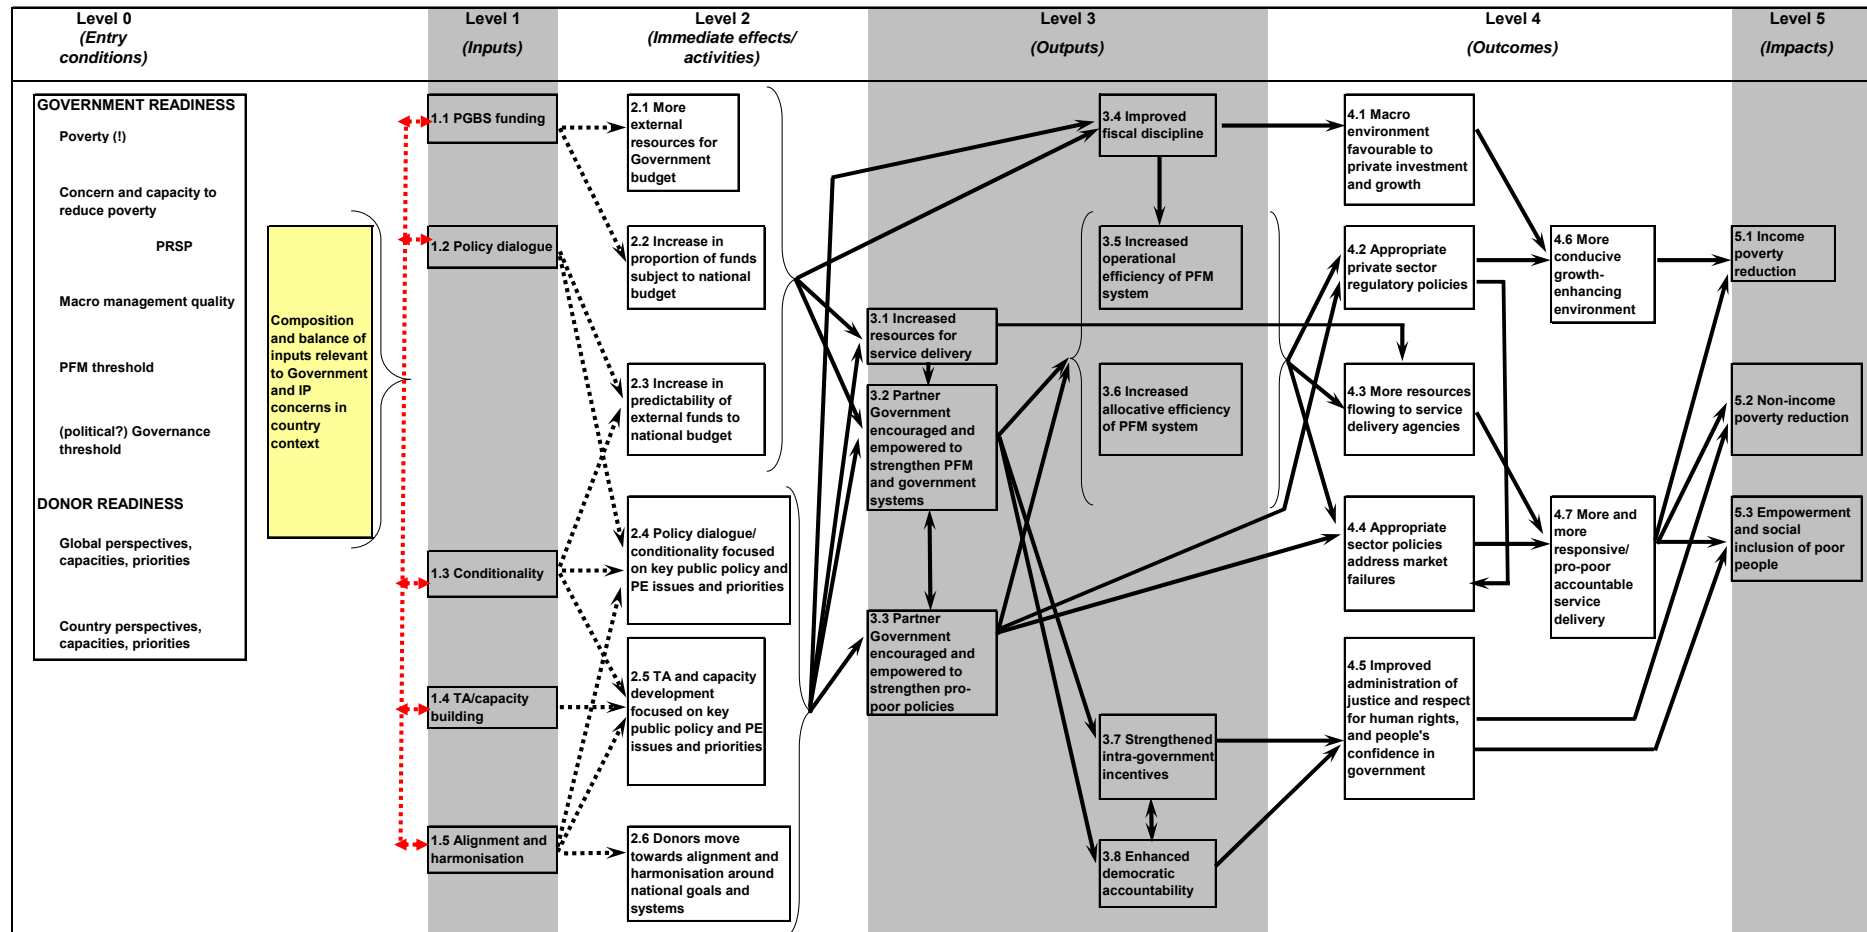 Level 0
(Entry
conditions)
Level 1
(Inputs)
Level 2
(Immediate effects/
activities)
Level 3
(Outputs)
Level 4
(Outcomes)
Level 5
(Impacts)
GOVERNMENT READINESS
Poverty (!)
Concern and capacity to
reduce poverty
PRSP
Macro management quality
PFM threshold
(political?) Governance
threshold
DONOR READINESS
Global perspectives,
capacities, priorities
Country perspectives,
capacities, priorities
Composition
and balance of
inputs relevant
to Government
and IP
concerns in
country
context
1.1 PGBS funding
1.2 Policy dialogue
1.3 Conditionality
1.4 TA/capacity
building
1.5 Alignment and
harmonisation
2.1 More
external
resources for
Government
budget
2.2 Increase in
proportion of funds
subject to national
budget
2.3 Increase in
predictability of
external funds to
national budget
2.4 Policy dialogue/
conditionality focused
on key public policy and
PE issues and priorities
2.5 TA and capacity
development
focused on key
public policy and PE
issues and priorities
2.6 Donors move
towards alignment and
harmonisation around
national goals and
systems
3.1 Increased
resources for
service delivery
3.2 Partner
Government
encouraged and
empowered to
strengthen PFM
and government
systems
3.3 Partner
Government
encouraged and
empowered to
strengthen pro-
poor policies
3.4 Improved
fiscal discipline
3.5 Increased
operational
efficiency of PFM
system
3.6 Increased
allocative efficiency
of PFM system
3.7 Strengthened
intra-government
incentives
3.8 Enhanced
democratic
accountability
4.1 Macro
environment
favourable to
private investment
and growth
4.2 Appropriate
private sector
regulatory policies
4.3 More resources
flowing to service
delivery agencies
4.4 Appropriate
sector policies
address market
failures
4.5 Improved
administration of
justice and respect
for human rights,
and people's
confidence in
government
4.6 More
conducive
growth-
enhancing
environment
4.7 More and
more
responsive/
pro-poor
accountable
service
delivery
5.1 Income
poverty
reduction
5.2 Non-income
poverty reduction
5.3 Empowerment
and social
inclusion of poor
people